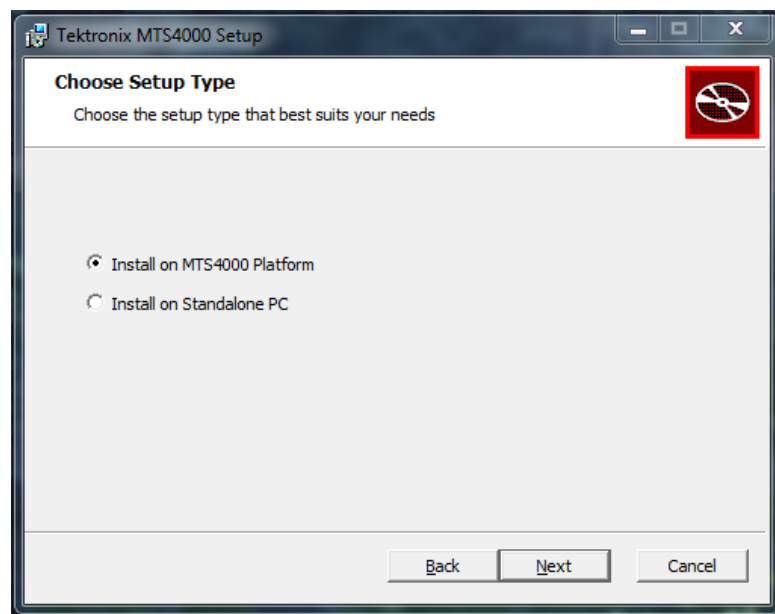 Tektronix MTS4000 Setup
Choose Setup Type
Choose the setup type that best suits your needs
Install on MTS4000 Platform
Install on Standalone PC
Back Next Cancel